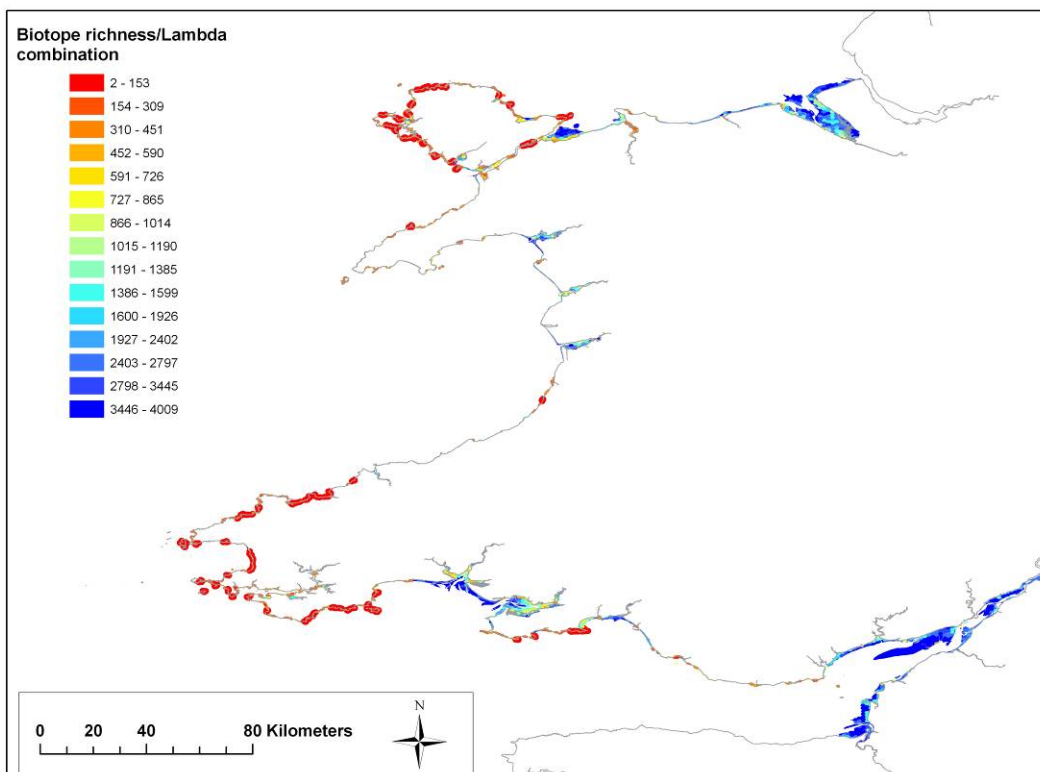 Biotope richness/Lambda
combination
2 - 153
154 - 309
310 - 451
452 - 590
591 - 726
727 - 865
866 - 1014
1015 - 1190
1191 - 1385
1386 - 1599
1600 - 1926
1927 - 2402
2403 - 2797
2798 - 3445
3446 - 4009
N
0 20 40 80 Kilometers